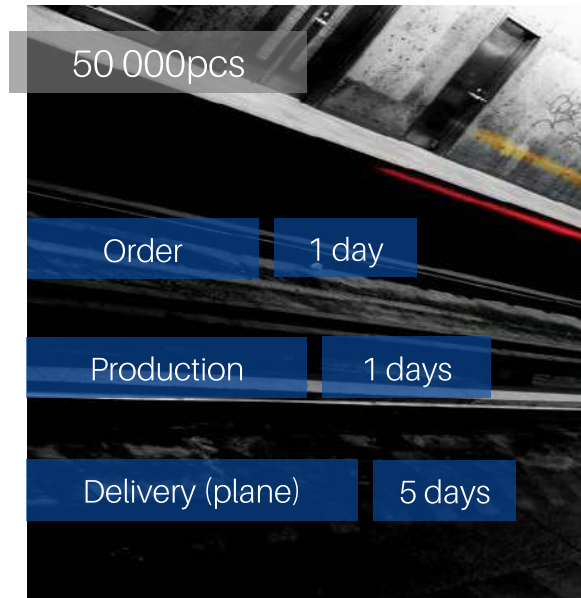 50 000pcs
Order
1 day
Production
1 days
Delivery (plane)
5 days